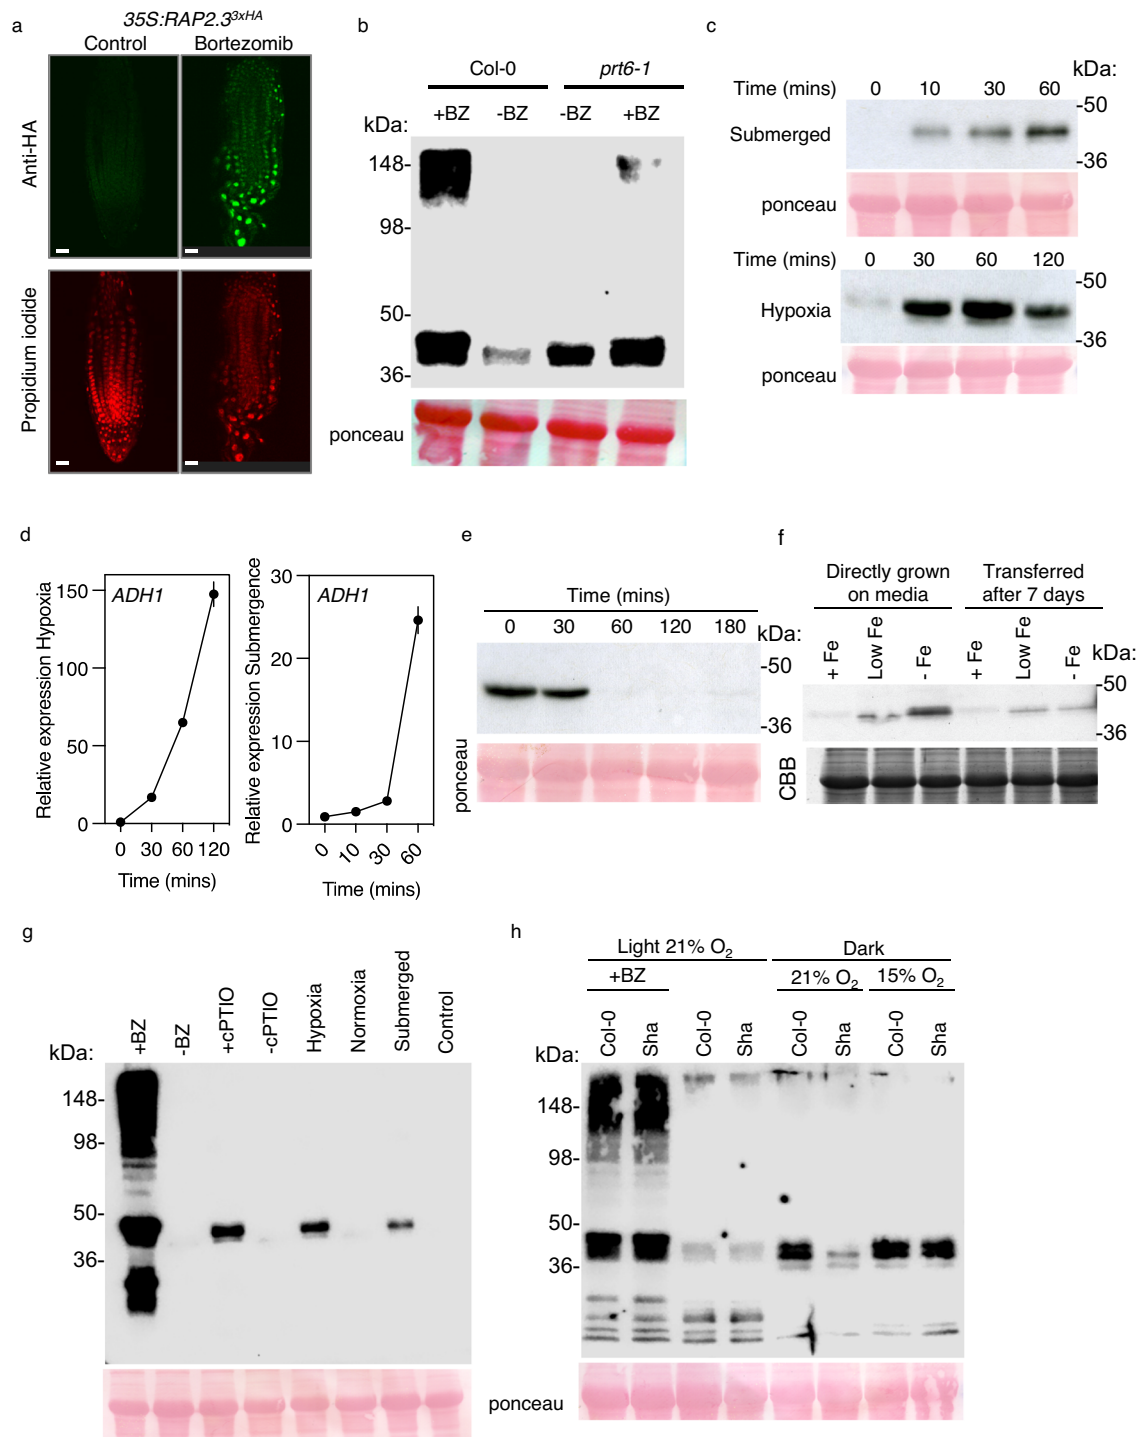 a
35S:RAP2.3³ˣᴴᴬ
Control Bortezomib
Anti-HA
Propidium iodide
b
Col-0 prt6-1
+BZ -BZ -BZ +BZ
kDa:
148-
98-
50-
36-
ponceau
c
kDa:
Time (mins) 0 10 30 60
-50
Submerged
-36
ponceau
Time (mins) 0 30 60 120
-50
Hypoxia
-36
ponceau
d
Relative expression Hypoxia
ADH1
150
100
50
0
0 30 60 120
Time (mins)
Relative expression Submergence
ADH1
30
20
10
0
0 10 30 60
Time (mins)
e
Time (mins)
0 30 60 120 180
kDa:
-50
-36
ponceau
f
Directly grown on media
Transferred after 7 days
+ Fe Low Fe - Fe + Fe Low Fe - Fe
kDa:
-50
-36
CBB
g
+BZ -BZ +cPTIO -cPTIO Hypoxia Normoxia Submerged Control
kDa:
148-
98-
50-
36-
ponceau
h
Light 21% O₂ Dark
+BZ 21% O₂ 15% O₂
Col-0 Sha Col-0 Sha Col-0 Sha Col-0 Sha
kDa:
148-
98-
50-
36-